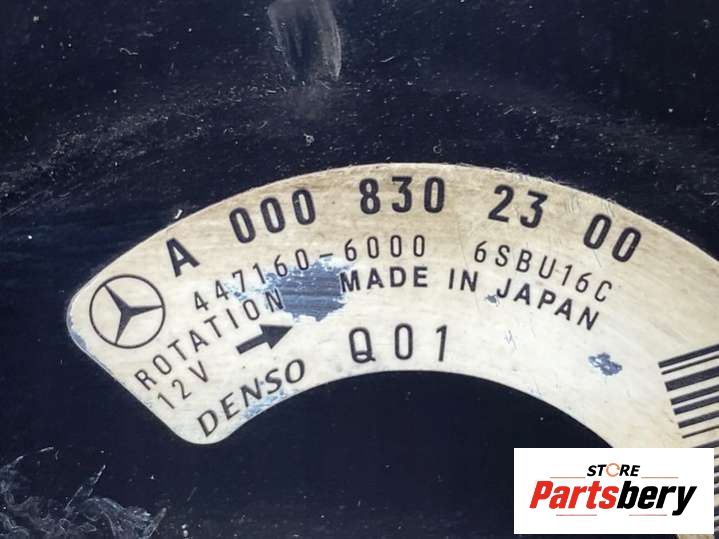 A 000 830 23 00
447160-6000 6SBU16C
ROTATION MADE IN JAPAN
12V
DENSO Q01
STORE
Partsbery